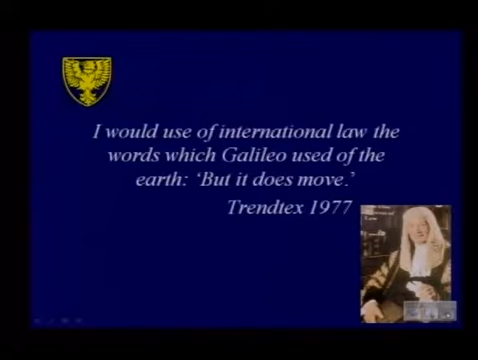 I would use of international law the
words which Galileo used of the
earth: ‘But it does move.’
Trendtex 1977